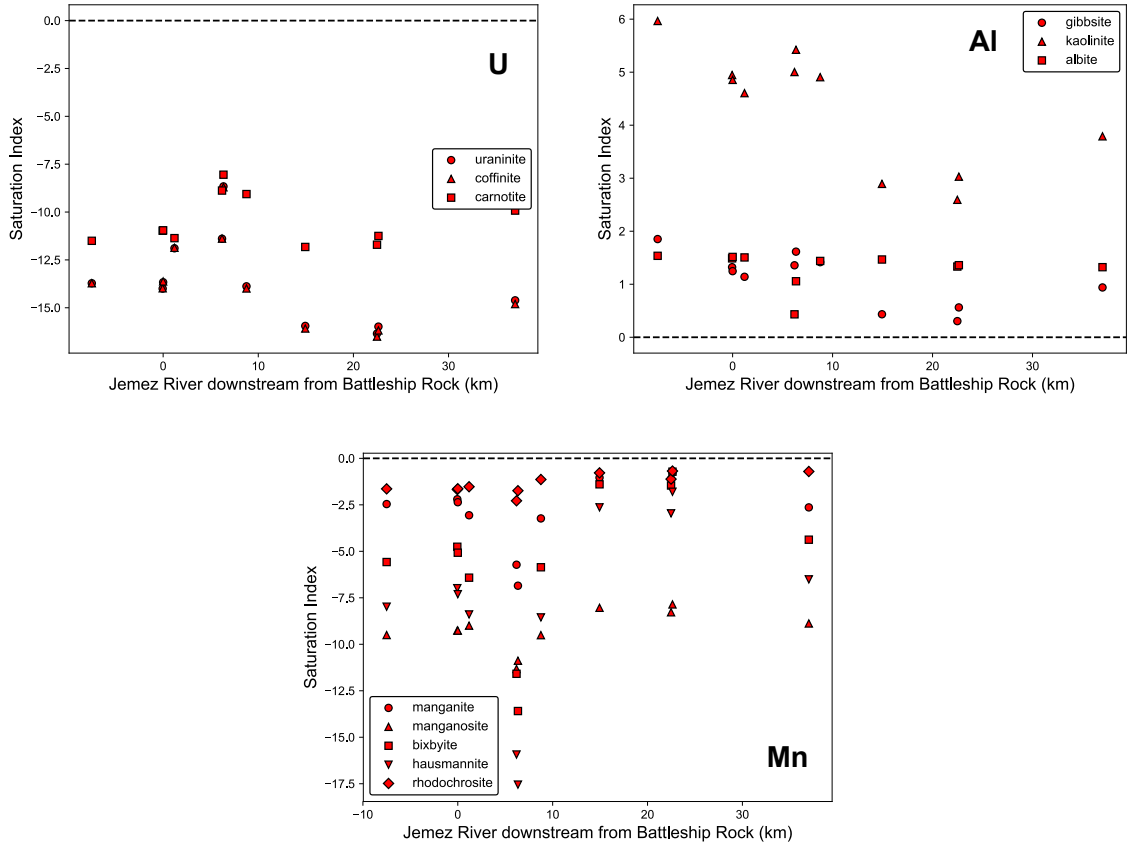 U
0.0
−2.5
−5.0
−7.5
−10.0
−12.5
−15.0
Saturation Index
uraninite
coffinite
carnotite
0 10 20 30
Jemez River downstream from Battleship Rock (km)
Al
6
5
4
3
2
1
0
Saturation Index
gibbsite
kaolinite
albite
0 10 20 30
Jemez River downstream from Battleship Rock (km)
0.0
−2.5
−5.0
−7.5
−10.0
−12.5
−15.0
−17.5
Saturation Index
manganite
manganosite
bixbyite
hausmannite
rhodochrosite
Mn
−10 0 10 20 30
Jemez River downstream from Battleship Rock (km)